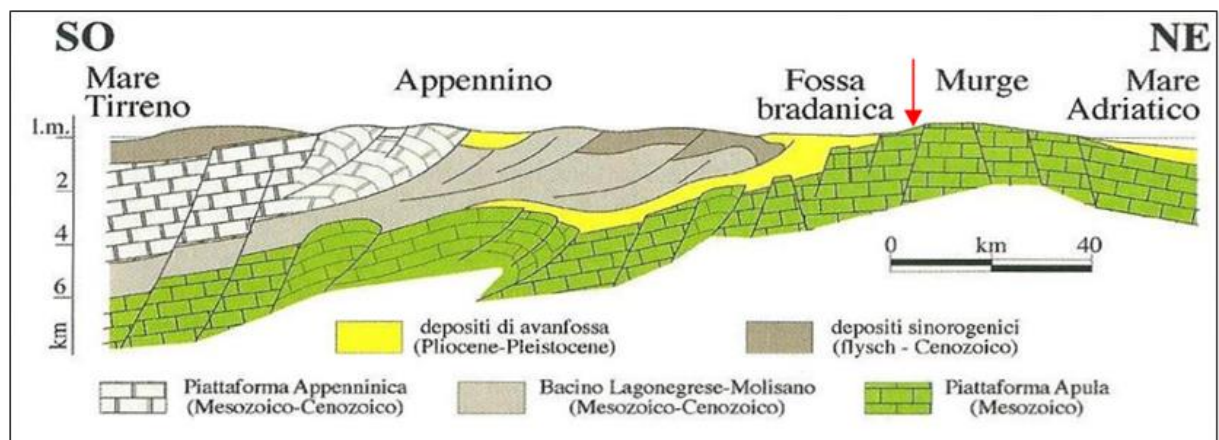 SO
NE
Mare
Tirreno
Appennino
Fossa
bradanica
Murge
Mare
Adriatico
l.m.
2
4
6
km
0 km 40
depositi di avanfossa
(Pliocene-Pleistocene)
depositi sinorogenici
(flysch - Cenozoico)
Piattaforma Appenninica
(Mesozoico-Cenozoico)
Bacino Lagonegrese-Molisano
(Mesozoico-Cenozoico)
Piattaforma Apula
(Mesozoico)